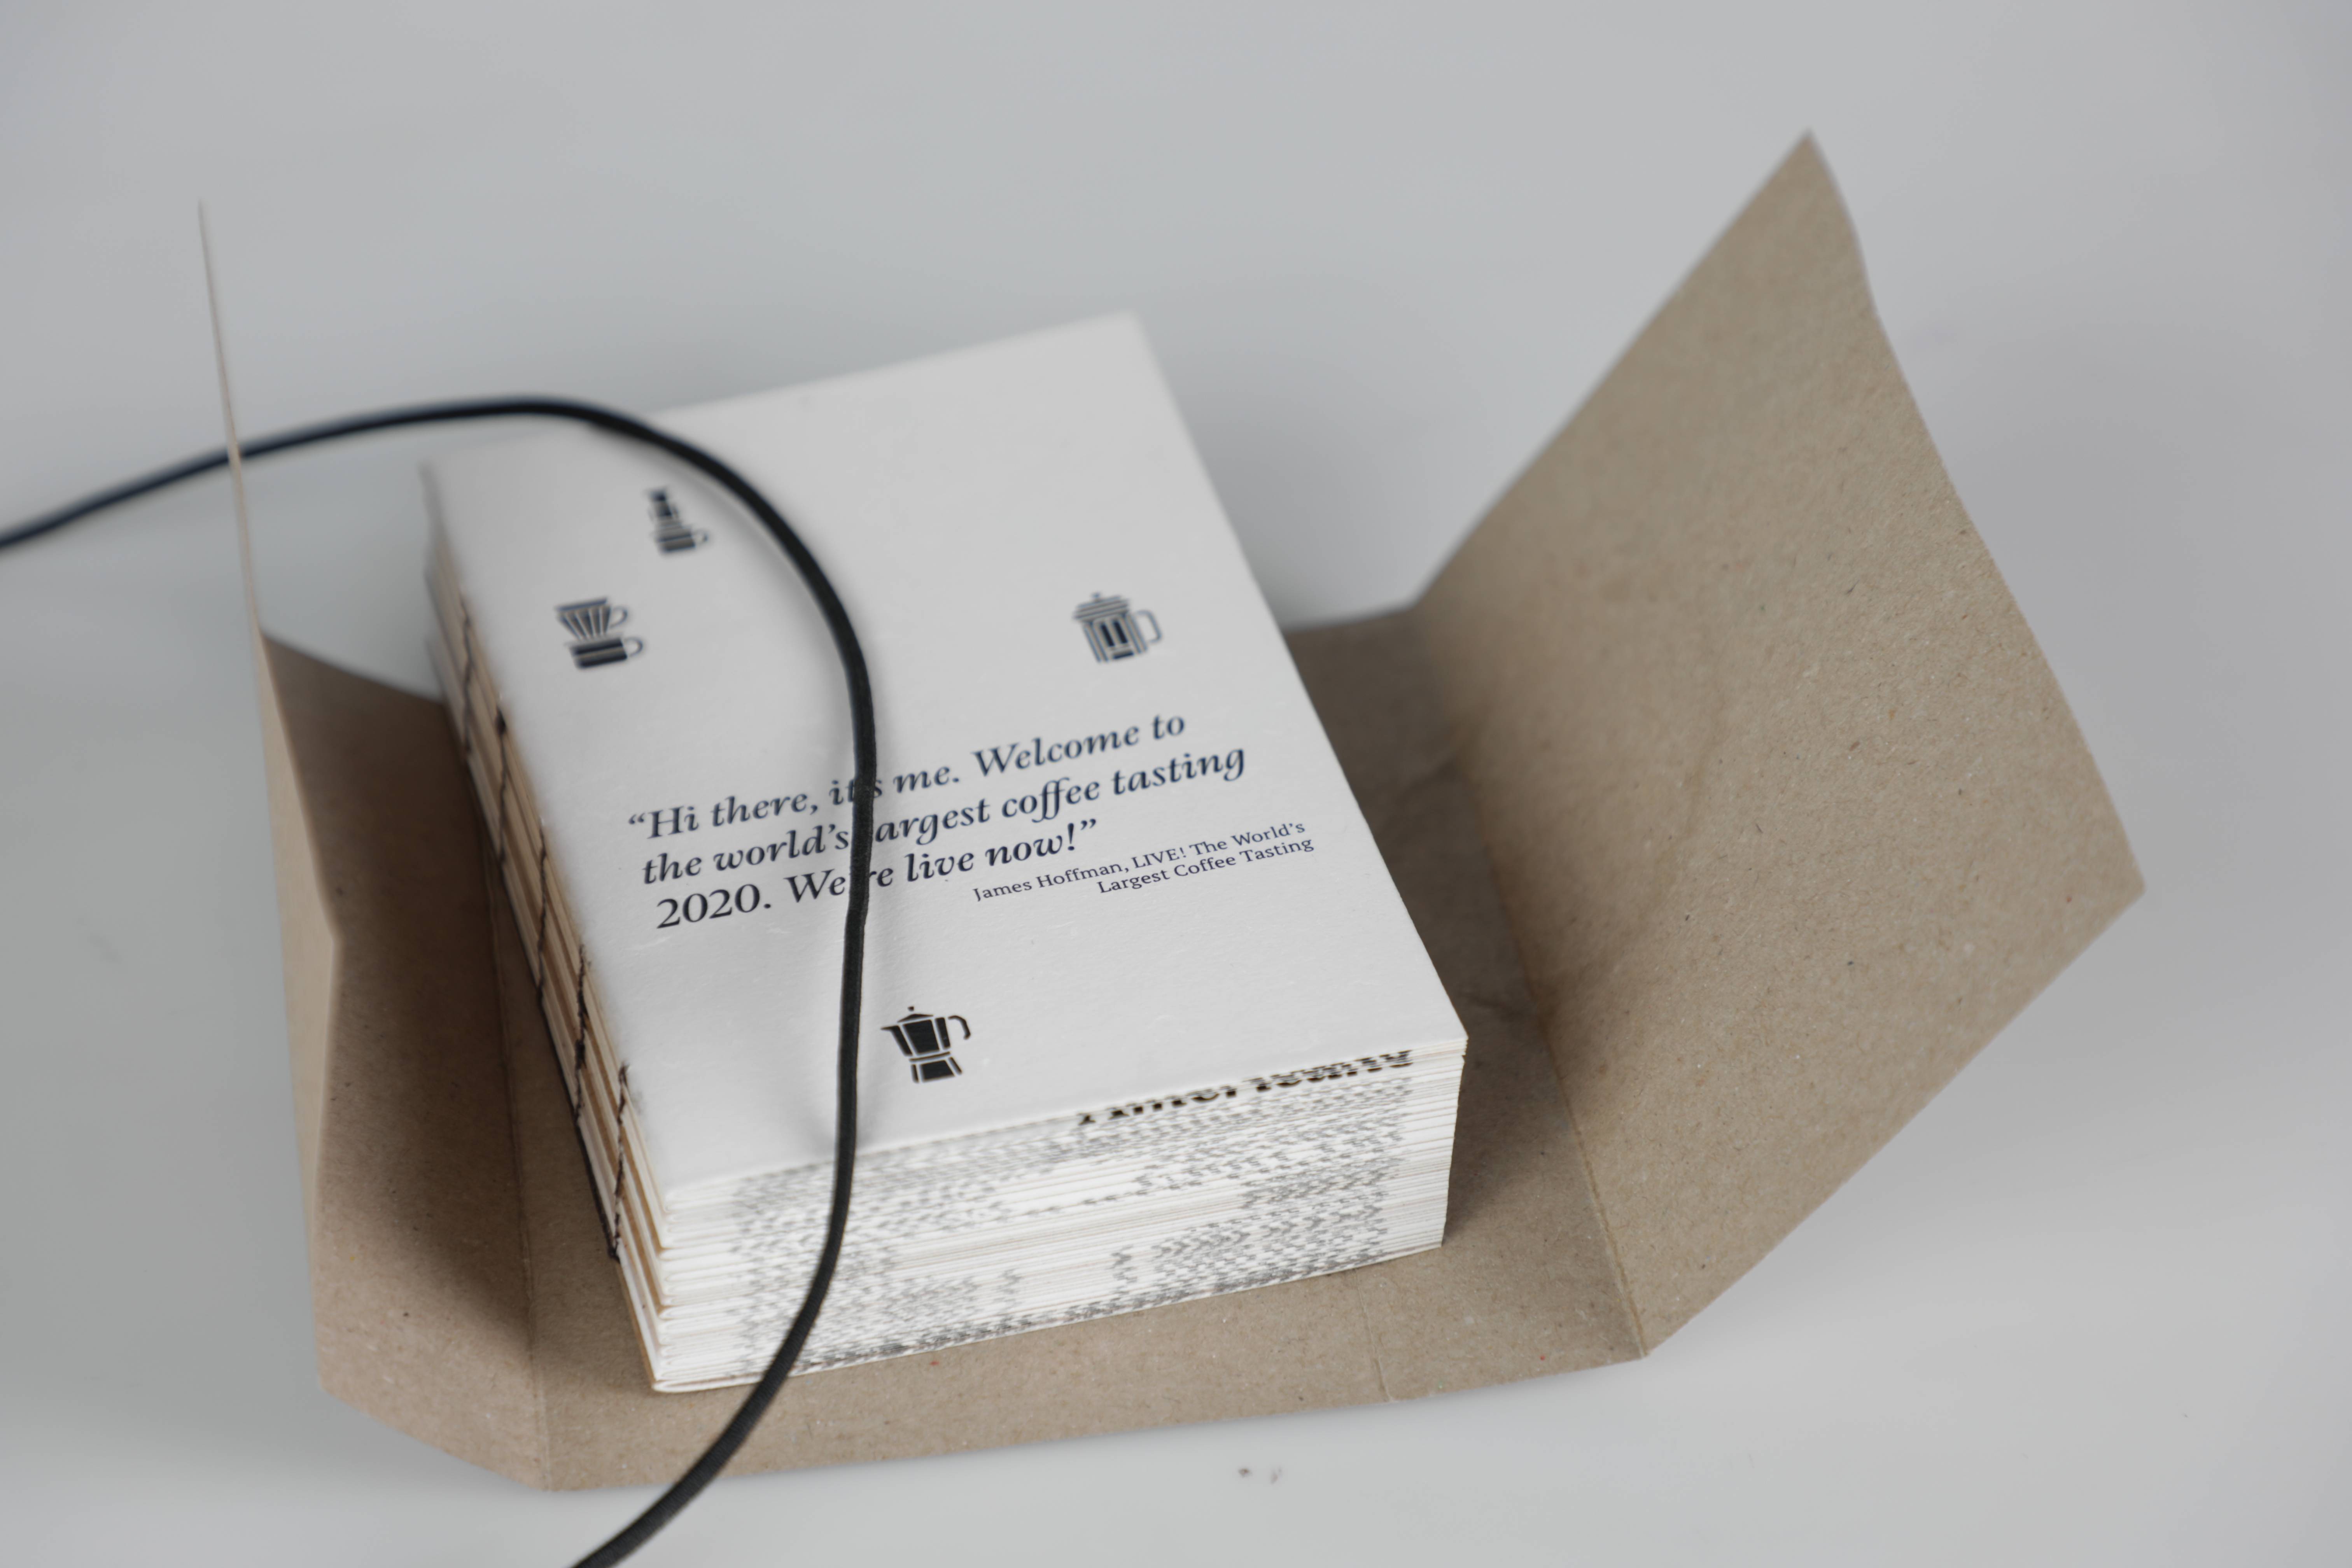 “Hi there, it's me. Welcome to
the world's largest coffee tasting
2020. We're live now!”
James Hoffman, LIVE! The World's
Largest Coffee Tasting